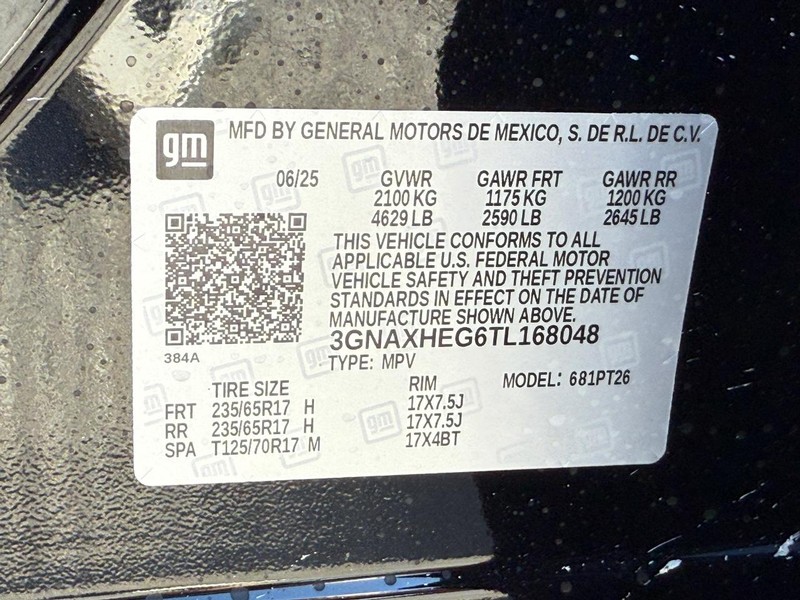 gm MFD BY GENERAL MOTORS DE MEXICO, S. DE R.L. DE C.V.
06/25 GVWR GAWR FRT GAWR RR
2100 KG 1175 KG 1200 KG
4629 LB 2590 LB 2645 LB
THIS VEHICLE CONFORMS TO ALL
APPLICABLE U.S. FEDERAL MOTOR
VEHICLE SAFETY AND THEFT PREVENTION
STANDARDS IN EFFECT ON THE DATE OF
MANUFACTURE SHOWN ABOVE.
3GNAXHEG6TL168048
384A
TYPE: MPV
TIRE SIZE RIM MODEL: 681PT26
FRT 235/65R17 H 17X7.5J
RR 235/65R17 H 17X7.5J
SPA T125/70R17 M 17X4BT